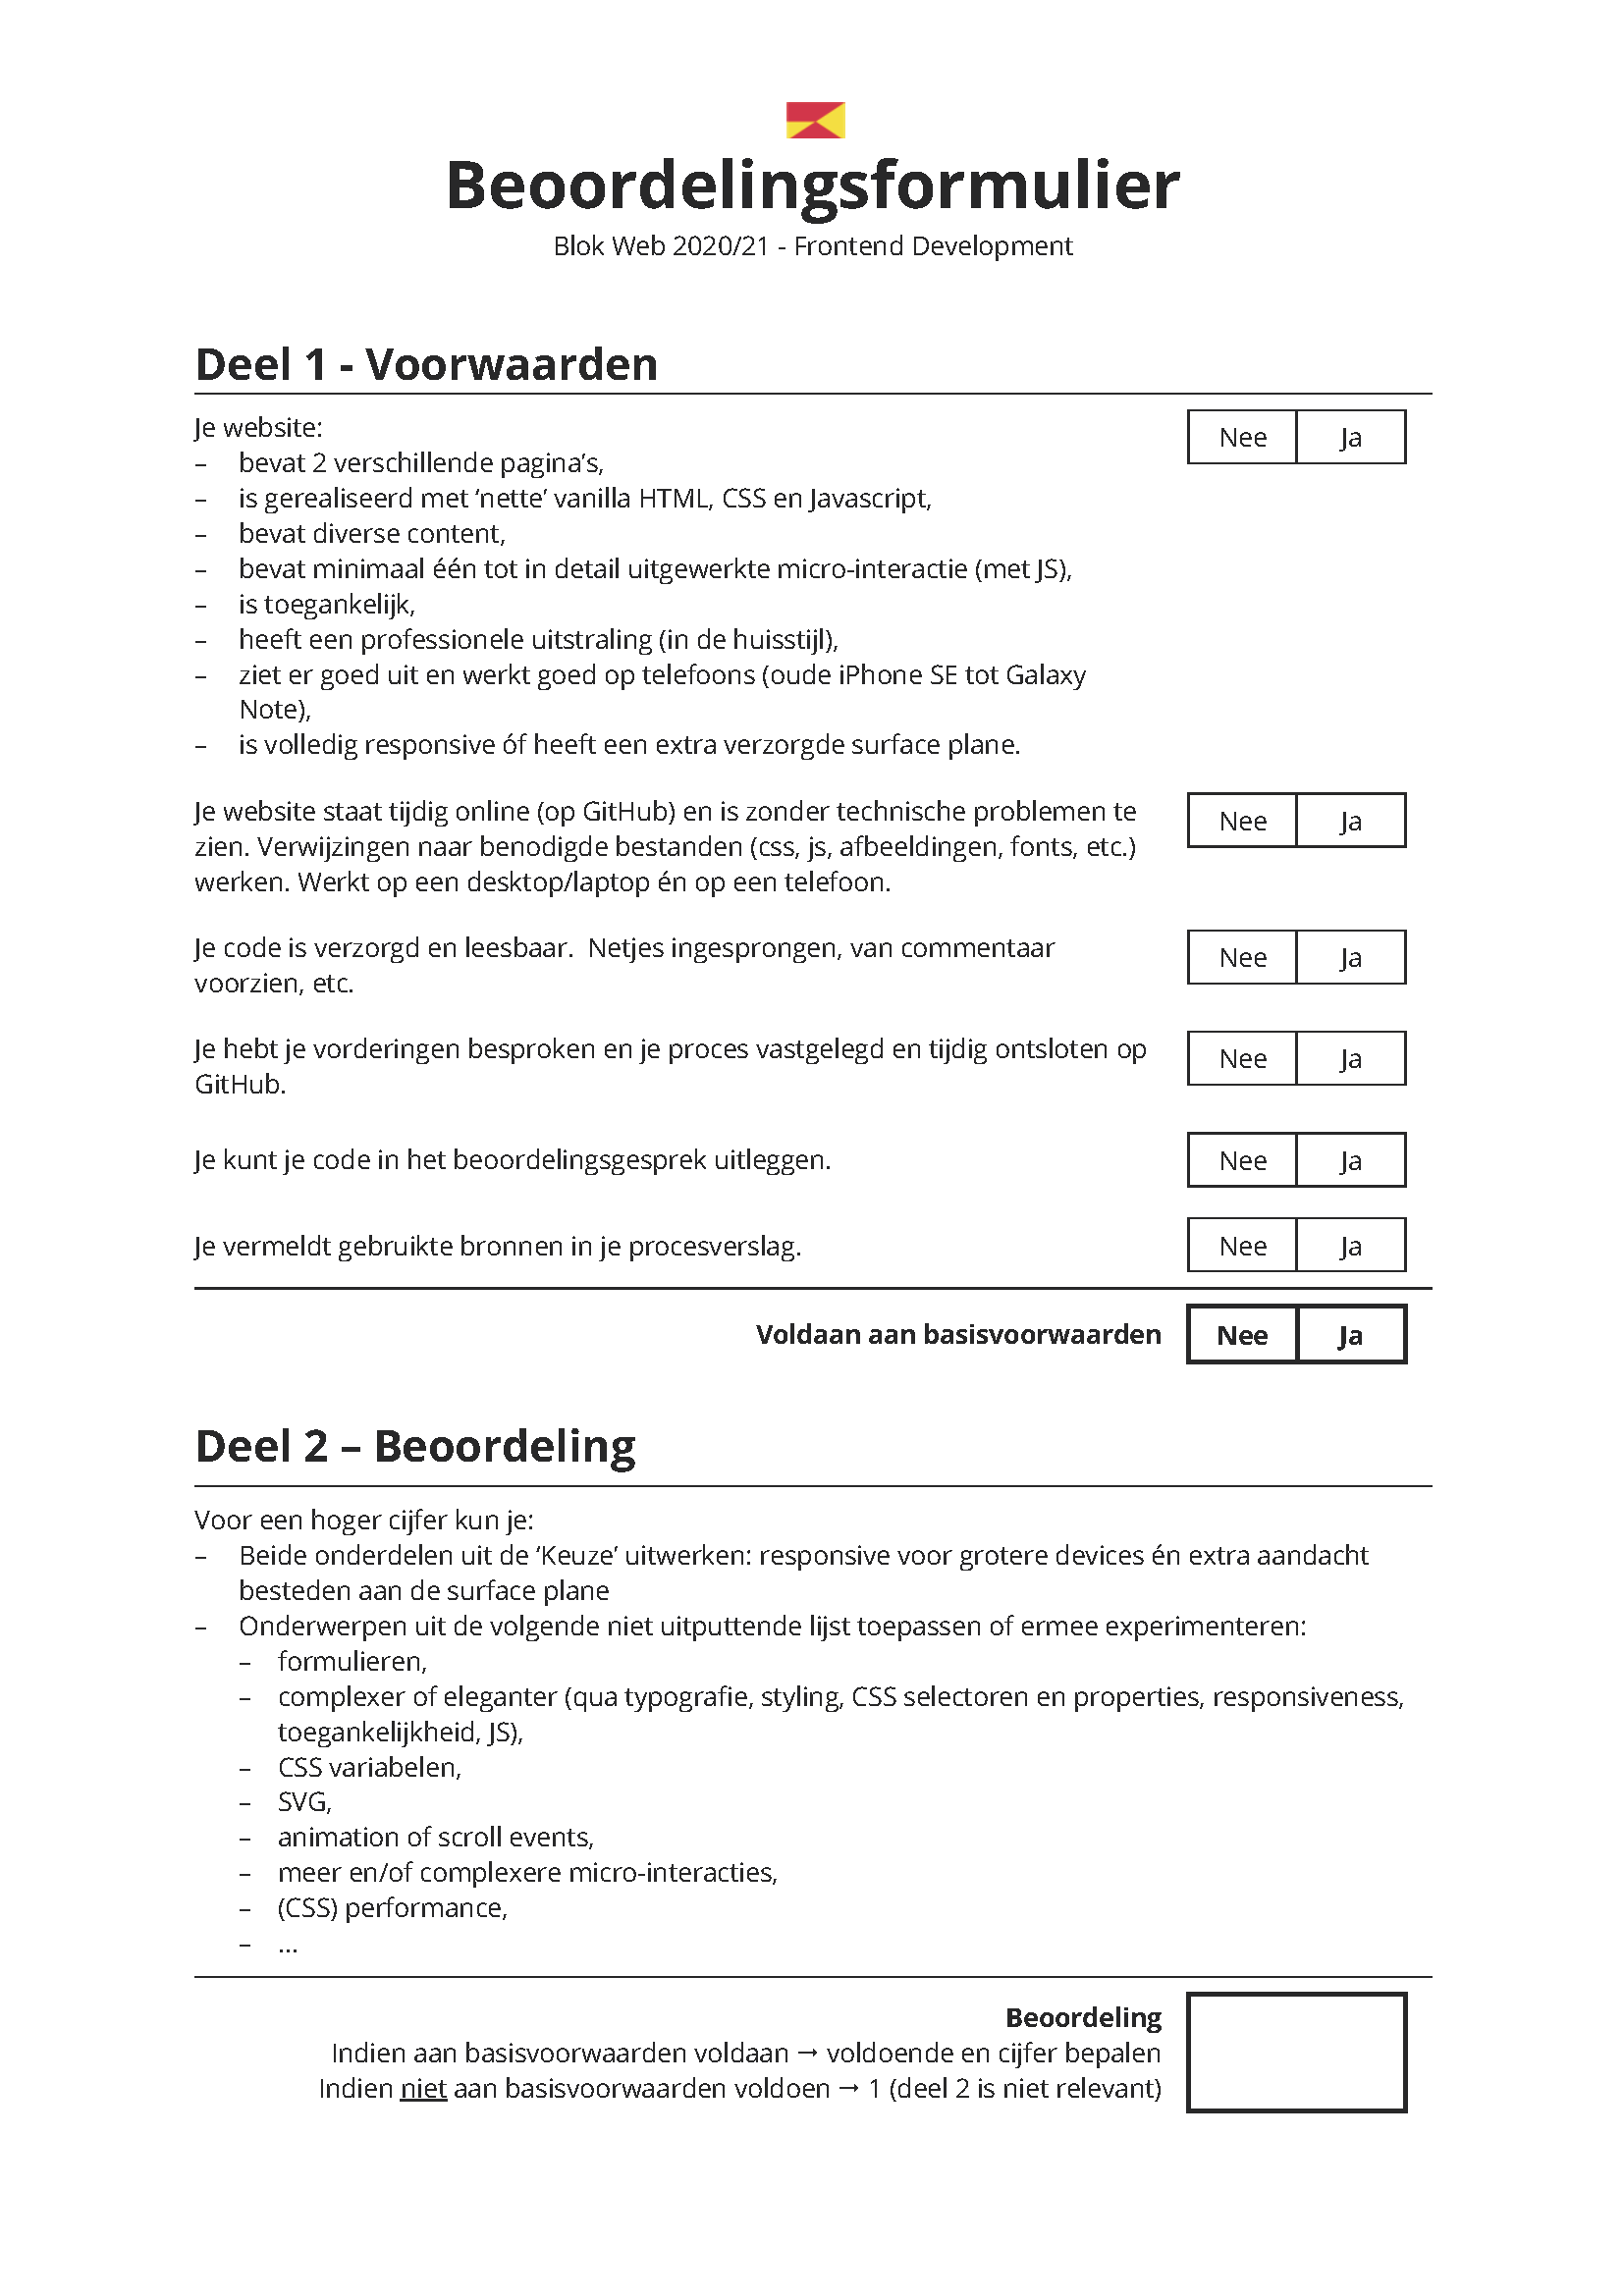 Beoordelingsformulier
Blok Web 2020/21 - Frontend Development
Deel 1 - Voorwaarden
Je website:
Nee Ja
– bevat 2 verschillende pagina’s,
– is gerealiseerd met ‘nette’ vanilla HTML, CSS en Javascript,
– bevat diverse content,
– bevat minimaal één tot in detail uitgewerkte micro-interactie (met JS),
– is toegankelijk,
– heeft een professionele uitstraling (in de huisstijl),
– ziet er goed uit en werkt goed op telefoons (oude iPhone SE tot Galaxy
Note),
– is volledig responsive óf heeft een extra verzorgde surface plane.
Je website staat tijdig online (op GitHub) en is zonder technische problemen te
zien. Verwijzingen naar benodigde bestanden (css, js, afbeeldingen, fonts, etc.)
werken. Werkt op een desktop/laptop én op een telefoon.
Nee Ja
Je code is verzorgd en leesbaar.  Netjes ingesprongen, van commentaar
voorzien, etc.
Nee Ja
Je hebt je vorderingen besproken en je proces vastgelegd en tijdig ontsloten op
GitHub.
Nee Ja
Je kunt je code in het beoordelingsgesprek uitleggen.
Nee Ja
Je vermeldt gebruikte bronnen in je procesverslag.
Nee Ja
Voldaan aan basisvoorwaarden
Nee Ja
Deel 2 – Beoordeling
Voor een hoger cijfer kun je:
– Beide onderdelen uit de ‘Keuze’ uitwerken: responsive voor grotere devices én extra aandacht
besteden aan de surface plane
– Onderwerpen uit de volgende niet uitputtende lijst toepassen of ermee experimenteren:
– formulieren,
– complexer of eleganter (qua typografie, styling, CSS selectoren en properties, responsiveness,
toegankelijkheid, JS),
– CSS variabelen,
– SVG,
– animation of scroll events,
– meer en/of complexere micro-interacties,
– (CSS) performance,
– ...
Beoordeling
Indien aan basisvoorwaarden voldaan → voldoende en cijfer bepalen
Indien niet aan basisvoorwaarden voldoen → 1 (deel 2 is niet relevant)